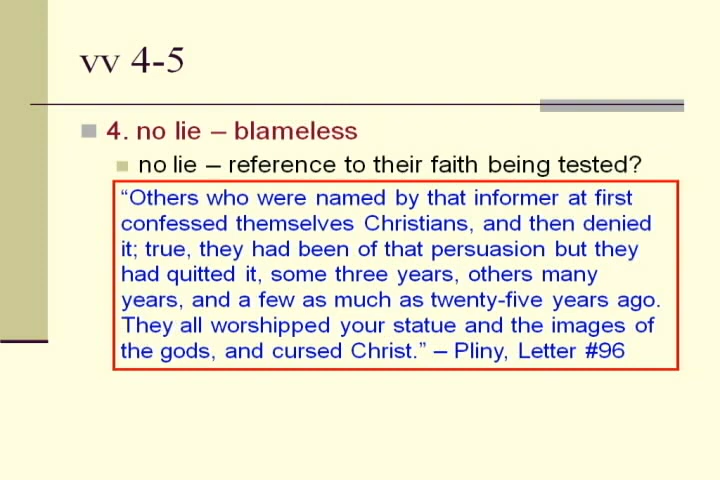 vv 4-5
4. no lie – blameless
no lie – reference to their faith being tested?
“Others who were named by that informer at first
confessed themselves Christians, and then denied
it; true, they had been of that persuasion but they
had quitted it, some three years, others many
years, and a few as much as twenty-five years ago.
They all worshipped your statue and the images of
the gods, and cursed Christ.” – Pliny, Letter #96